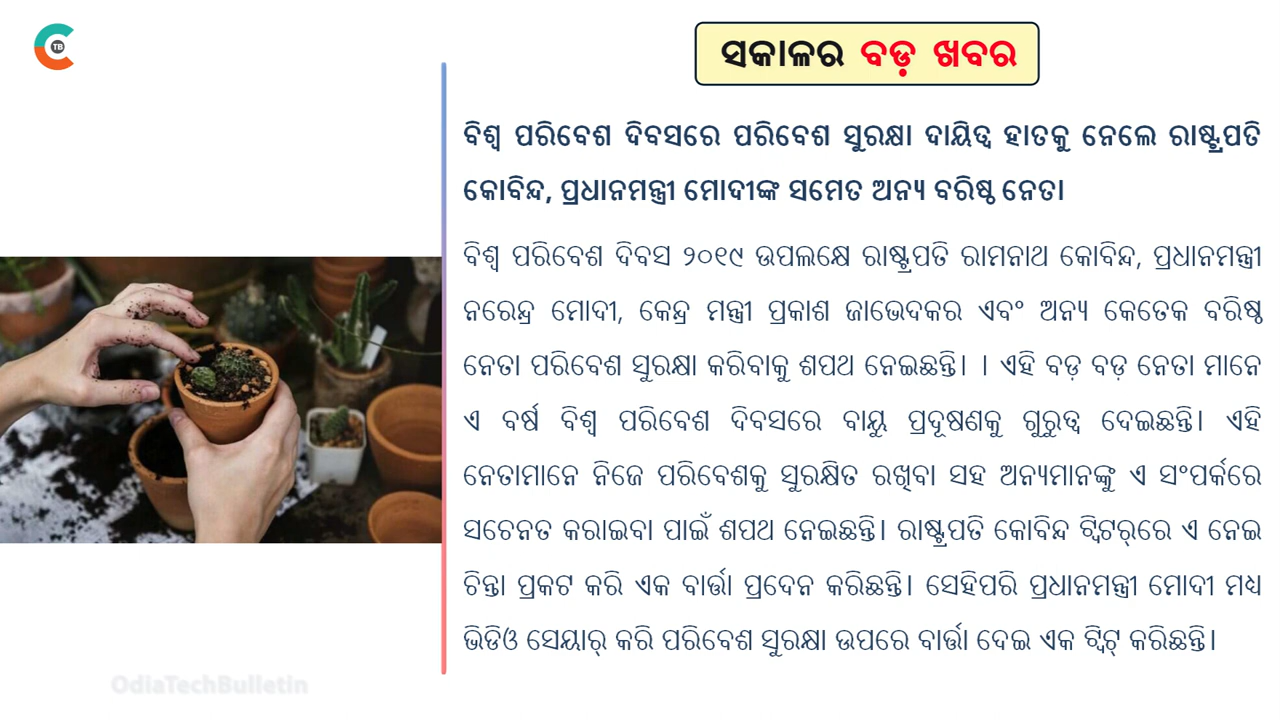 TB
ସକାଳର ବଡ଼ ଖବର
ବିଶ୍ୱ ପରିବେଶ ଦିବସରେ ପରିବେଶ ସୁରକ୍ଷା ଦାୟିତ୍ୱ ହାତକୁ ନେଲେ ରାଷ୍ଟ୍ରପତି
କୋବିନ୍ଦ, ପ୍ରଧାନମନ୍ତ୍ରୀ ମୋଦୀଙ୍କ ସମେତ ଅନ୍ୟ ବରିଷ୍ଠ ନେତା
ବିଶ୍ୱ ପରିବେଶ ଦିବସ ୨୦୧୯ ଉପଲକ୍ଷେ ରାଷ୍ଟ୍ରପତି ରାମନାଥ କୋବିନ୍ଦ, ପ୍ରଧାନମନ୍ତ୍ରୀ
ନରେନ୍ଦ୍ର ମୋଦୀ, କେନ୍ଦ୍ର ମନ୍ତ୍ରୀ ପ୍ରକାଶ ଜାଭେଦକର ଏବଂ ଅନ୍ୟ କେତେକ ବରିଷ୍ଠ
ନେତା ପରିବେଶ ସୁରକ୍ଷା କରିବାକୁ ଶପଥ ନେଇଛନ୍ତି। । ଏହି ବଡ଼ ବଡ଼ ନେତା ମାନେ
ଏ ବର୍ଷ ବିଶ୍ୱ ପରିବେଶ ଦିବସରେ ବାୟୁ ପ୍ରଦୂଷଣକୁ ଗୁରୁତ୍ୱ ଦେଇଛନ୍ତି। ଏହି
ନେତାମାନେ ନିଜେ ପରିବେଶକୁ ସୁରକ୍ଷିତ ରଖିବା ସହ ଅନ୍ୟମାନଙ୍କୁ ଏ ସଂପର୍କରେ
ସଚେନତ କରାଇବା ପାଇଁ ଶପଥ ନେଇଛନ୍ତି। ରାଷ୍ଟ୍ରପତି କୋବିନ୍ଦ ଟ୍ୱିଟର୍‌ରେ ଏ ନେଇ
ଚିନ୍ତା ପ୍ରକଟ କରି ଏକ ବାର୍ତ୍ତା ପ୍ରଦେନ କରିଛନ୍ତି। ସେହିପରି ପ୍ରଧାନମନ୍ତ୍ରୀ ମୋଦୀ ମଧ୍ୟ
ଭିଡିଓ ସେୟାର୍ କରି ପରିବେଶ ସୁରକ୍ଷା ଉପରେ ବାର୍ତ୍ତା ଦେଇ ଏକ ଟ୍ୱିଟ୍ କରିଛନ୍ତି।
OdiaTechBulletin